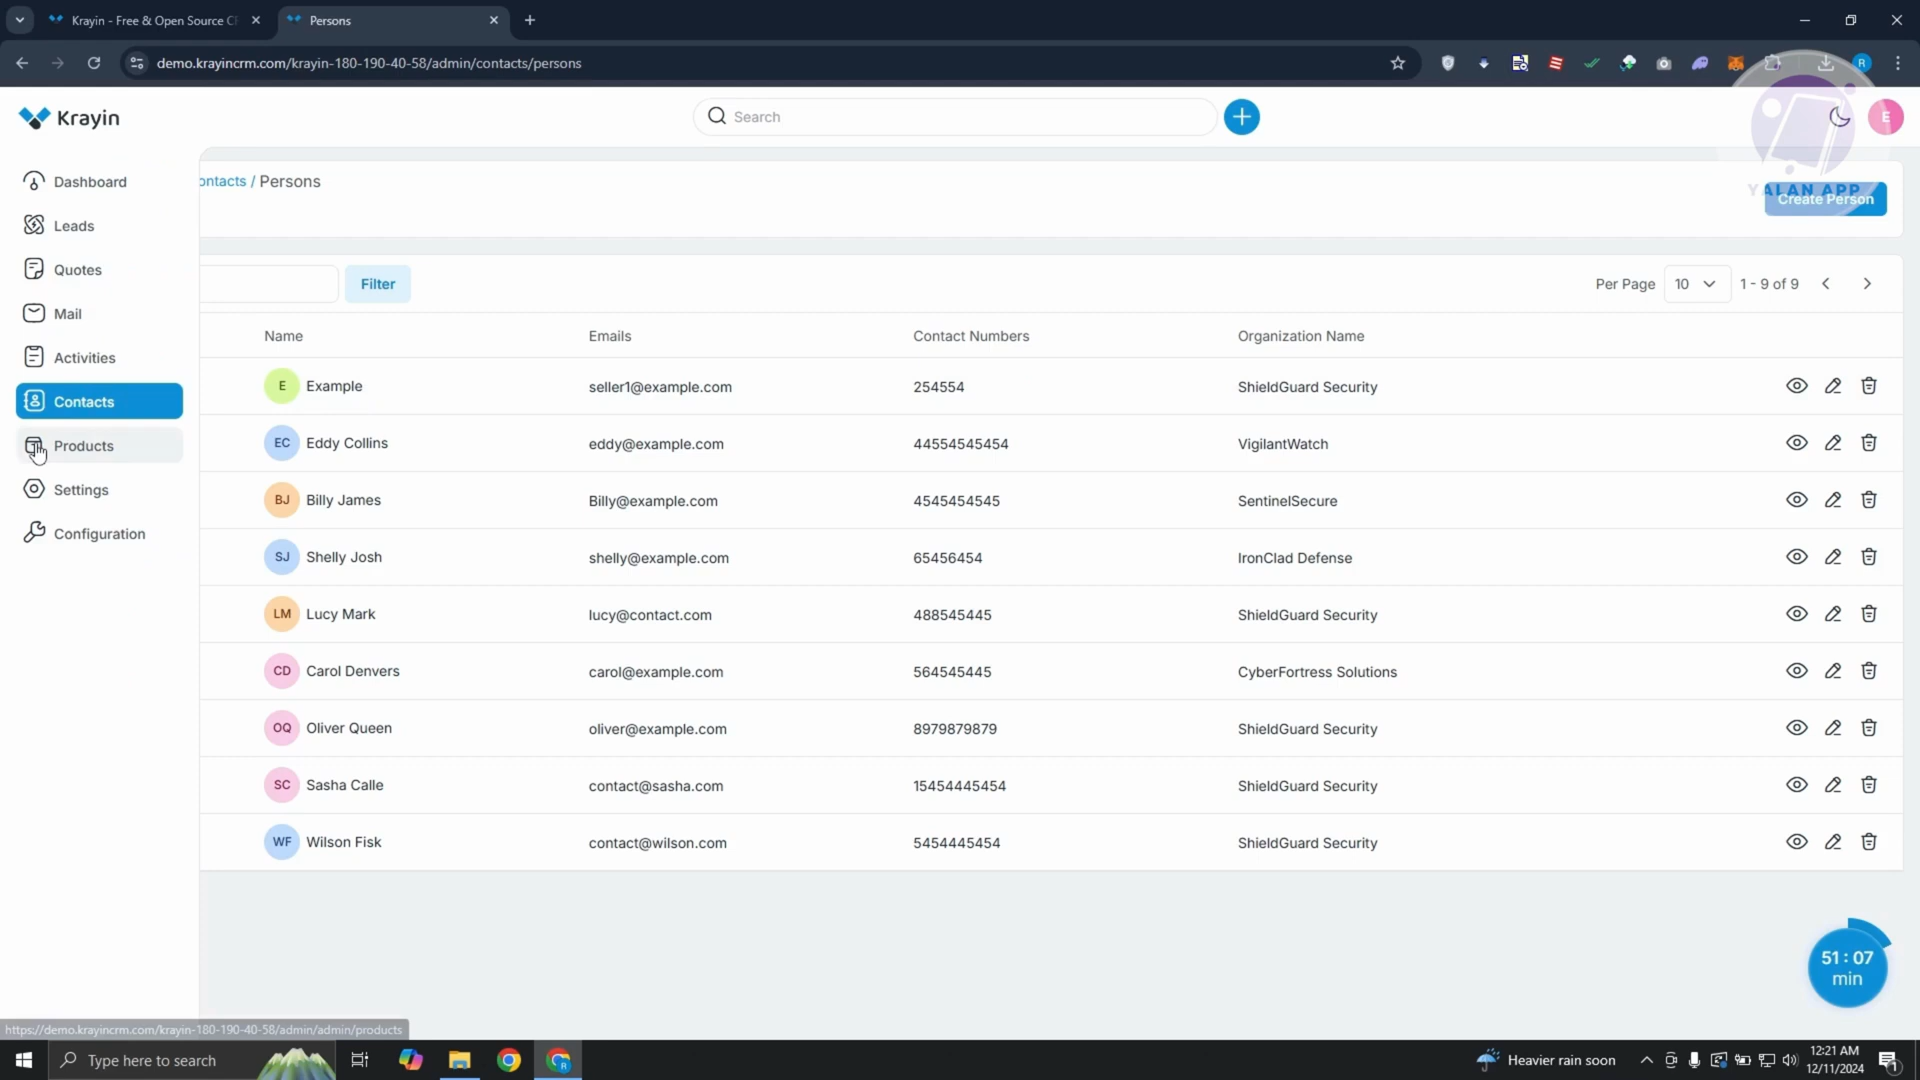 Krayin - Free & Open Source CR
Persons
demo.krayincrm.com/krayin-180-190-40-58/admin/contacts/persons
R
Krayin
Search
E
Dashboard
Leads
Quotes
Mail
Activities
Contacts
Products
Settings
Configuration
ontacts / Persons
YALAN APP
Create Person
Filter
Per Page 10 1 - 9 of 9
Name Emails Contact Numbers Organization Name
E Example seller1@example.com 254554 ShieldGuard Security
EC Eddy Collins eddy@example.com 44554545454 VigilantWatch
BJ Billy James Billy@example.com 4545454545 SentinelSecure
SJ Shelly Josh shelly@example.com 65456454 IronClad Defense
LM Lucy Mark lucy@contact.com 488545445 ShieldGuard Security
CD Carol Denvers carol@example.com 564545445 CyberFortress Solutions
OQ Oliver Queen oliver@example.com 8979879879 ShieldGuard Security
SC Sasha Calle contact@sasha.com 15454445454 ShieldGuard Security
WF Wilson Fisk contact@wilson.com 5454445454 ShieldGuard Security
51 : 07
min
https://demo.krayincrm.com/krayin-180-190-40-58/admin/admin/products
Type here to search
R
Heavier rain soon
12:21 AM
12/11/2024
1